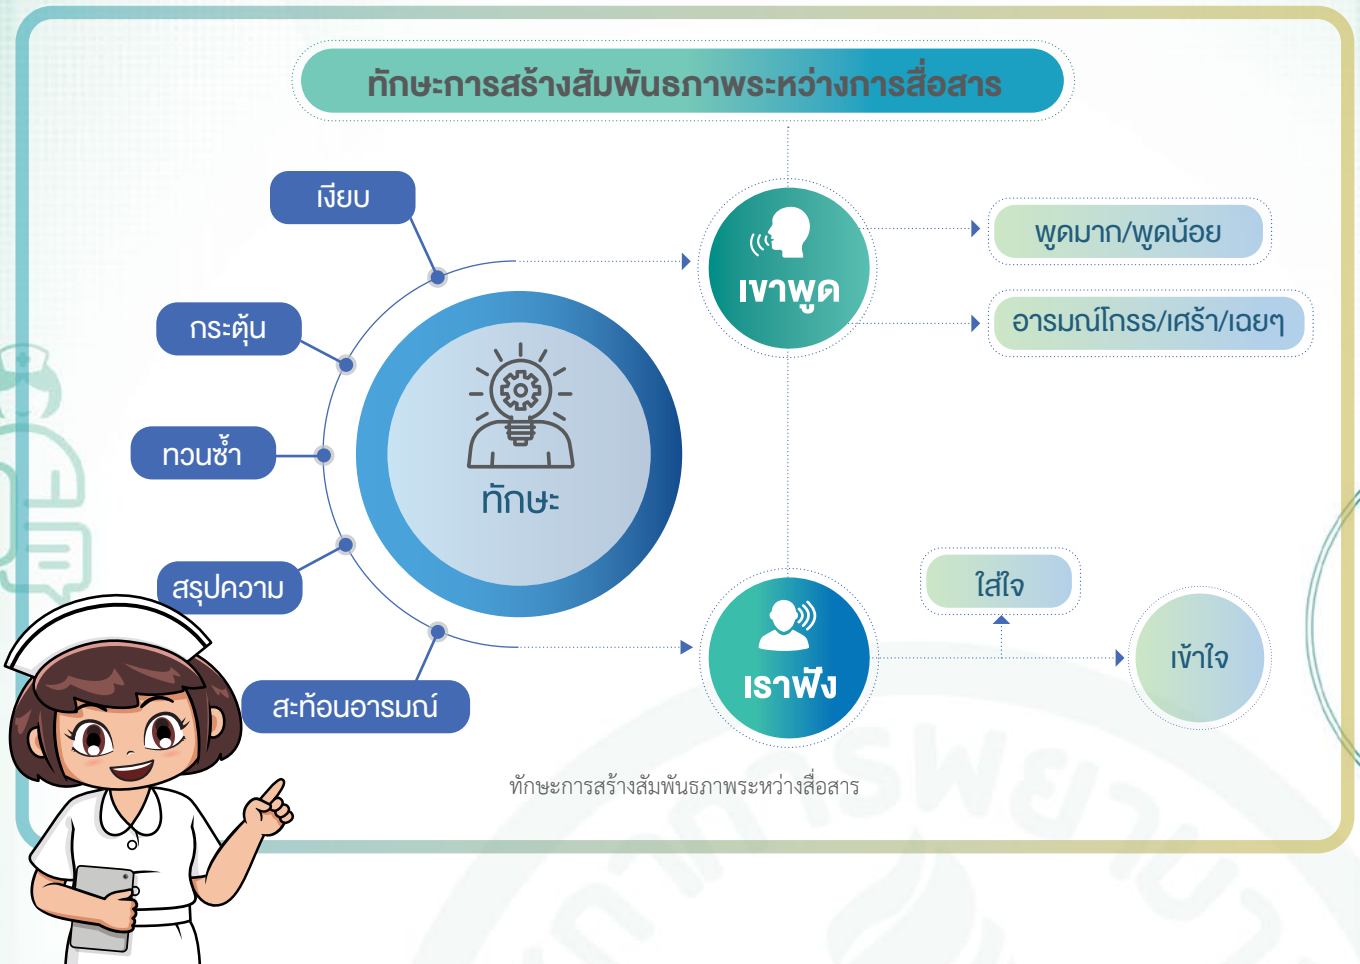 ทักษะการสร้างสัมพันธภาพระหว่างการสื่อสาร
เงียบ
กระตุ้น
ทวนซ้ำ
สรุปความ
สะท้อนอารมณ์
ทักษะ
เขาพูด
พูดมาก/พูดน้อย
อารมณ์โกรธ/เศร้า/เฉยๆ
เราฟัง
ใส่ใจ
เข้าใจ
ทักษะการสร้างสัมพันธภาพระหว่างสื่อสาร